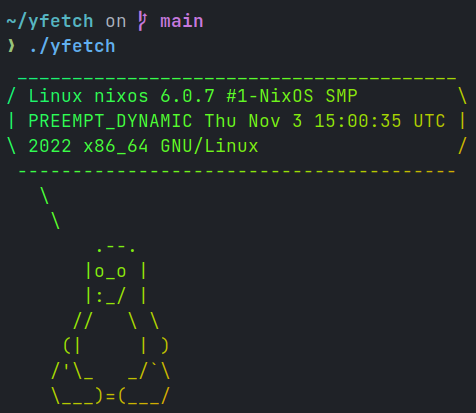 ~/yfetch on  main
❯ ./yfetch
 ________________________________________
/ Linux nixos 6.0.7 #1-NixOS SMP         \
| PREEMPT_DYNAMIC Thu Nov 3 15:00:35 UTC |
\ 2022 x86_64 GNU/Linux                  /
 ----------------------------------------
   \
    \
        .--.
       |o_o |
       |:_/ |
      //   \ \
     (|     | )
    /'\_   _/`\
    \___)=(___/